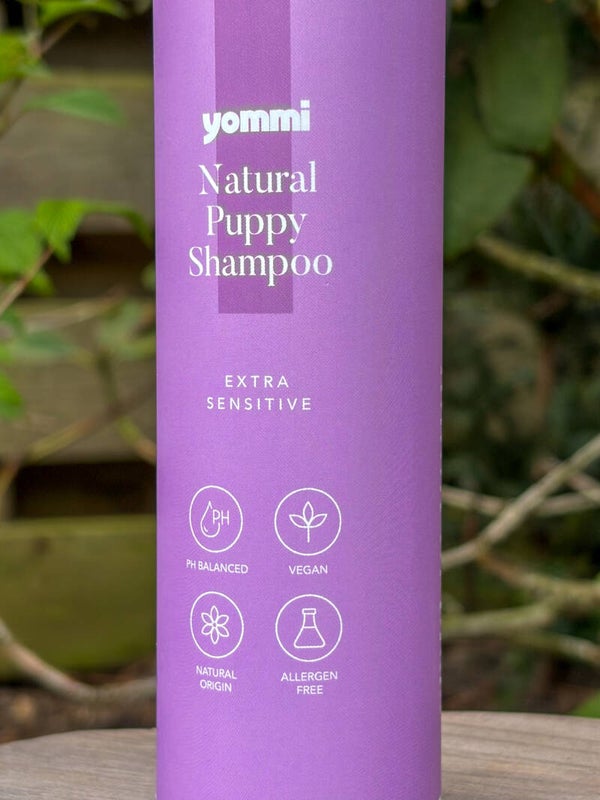 yommi
Natural
Puppy
Shampoo
EXTRA
SENSITIVE
PH
PH BALANCED
VEGAN
NATURAL
ORIGIN
ALLERGEN
FREE